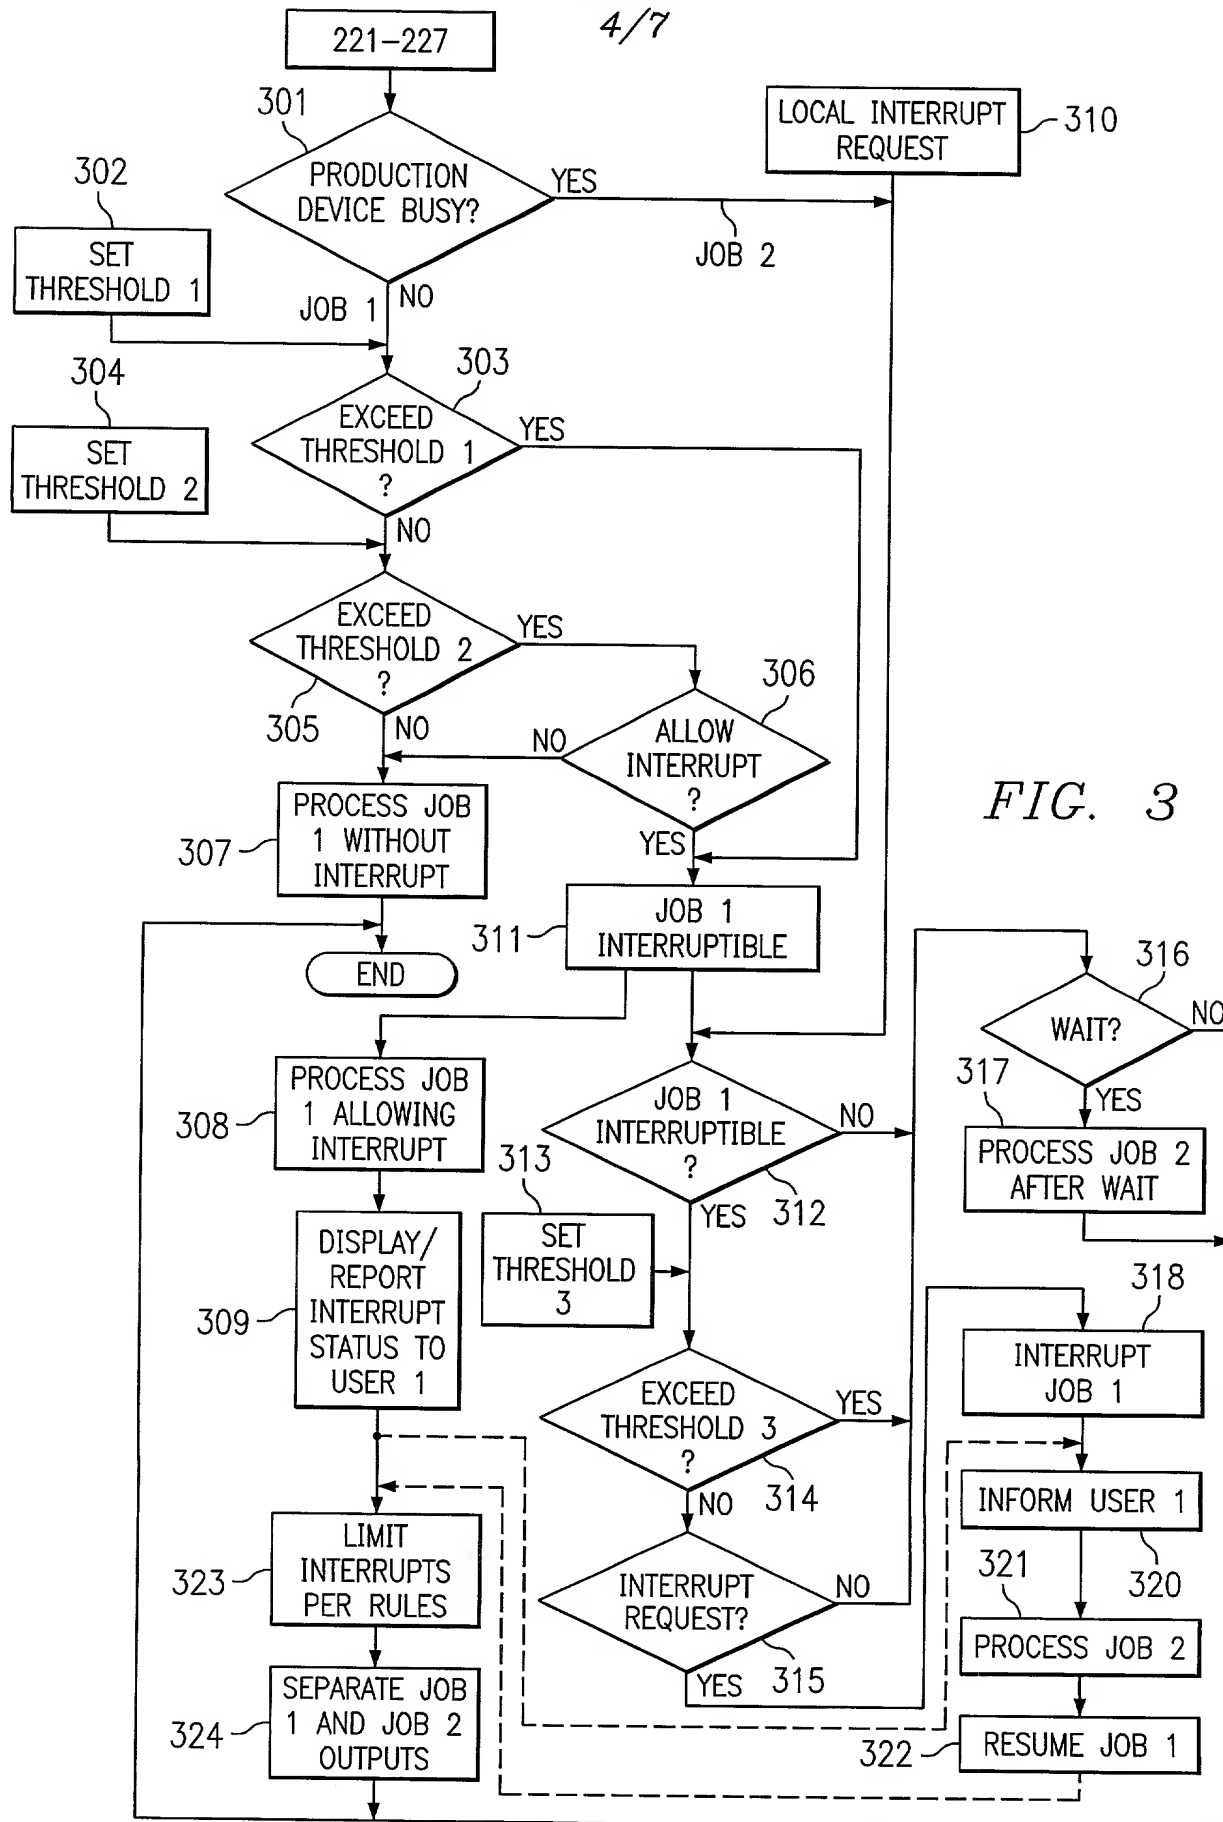 4/7
221-227
301
PRODUCTION
DEVICE BUSY?
YES
JOB 2
LOCAL INTERRUPT
REQUEST
310
302
SET
THRESHOLD 1
JOB 1
NO
303
EXCEED
THRESHOLD 1
?
YES
304
SET
THRESHOLD 2
NO
EXCEED
THRESHOLD 2
?
YES
305
NO
306
ALLOW
INTERRUPT
?
NO
YES
FIG. 3
307
PROCESS JOB
1 WITHOUT
INTERRUPT
END
311
JOB 1
INTERRUPTIBLE
316
WAIT?
NO
YES
308
PROCESS JOB
1 ALLOWING
INTERRUPT
JOB 1
INTERRUPTIBLE
?
NO
312
YES
317
PROCESS JOB 2
AFTER WAIT
313
SET
THRESHOLD
3
309
DISPLAY/
REPORT
INTERRUPT
STATUS TO
USER 1
318
INTERRUPT
JOB 1
EXCEED
THRESHOLD 3
?
YES
314
NO
INFORM USER 1
320
323
LIMIT
INTERRUPTS
PER RULES
INTERRUPT
REQUEST?
NO
315
YES
321
PROCESS JOB 2
324
SEPARATE JOB
1 AND JOB 2
OUTPUTS
322
RESUME JOB 1